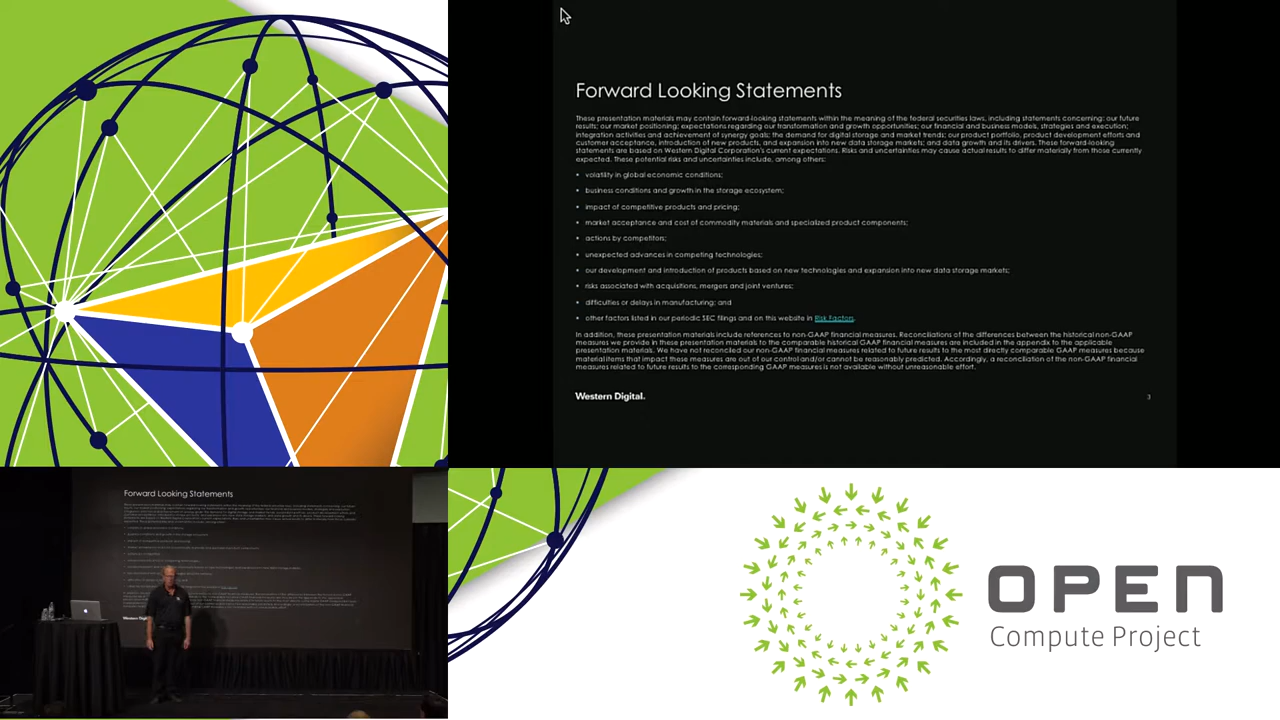 Forward Looking Statements
These presentation materials may contain forward-looking statements within the meaning of the federal securities laws, including statements concerning: our future
results; our market positioning; expectations regarding our transformation and growth opportunities; our financial and business models, strategies and execution;
integration activities and achievement of synergy goals; the demand for digital storage and market trends; our product portfolio, product development efforts and
customer acceptance, introduction of new products, and expansion into new data storage markets; and data growth and its drivers. These forward-looking
statements are based on Western Digital Corporation's current expectations. Risks and uncertainties may cause actual results to differ materially from those currently
expected. These potential risks and uncertainties include, among others:
• volatility in global economic conditions;
• business conditions and growth in the storage ecosystem;
• impact of competitive products and pricing;
• market acceptance and cost of commodity materials and specialized product components;
• actions by competitors;
• unexpected advances in competing technologies;
• our development and introduction of products based on new technologies and expansion into new data storage markets;
• risks associated with acquisitions, mergers and joint ventures;
• difficulties or delays in manufacturing; and
• other factors listed in our periodic SEC filings and on this website in Risk Factors.
In addition, these presentation materials include references to non-GAAP financial measures. Reconciliations of the differences between the historical non-GAAP
measures we provide in these presentation materials to the comparable historical GAAP financial measures are included in the appendix to the applicable
presentation materials. We have not reconciled our non-GAAP financial measures related to future results to the most directly comparable GAAP measures because
material items that impact these measures are out of our control and/or cannot be reasonably predicted. Accordingly, a reconciliation of the non-GAAP financial
measures related to future results to the corresponding GAAP measures is not available without unreasonable effort.
Western Digital.
3
Forward Looking Statements
OPEN
Compute Project